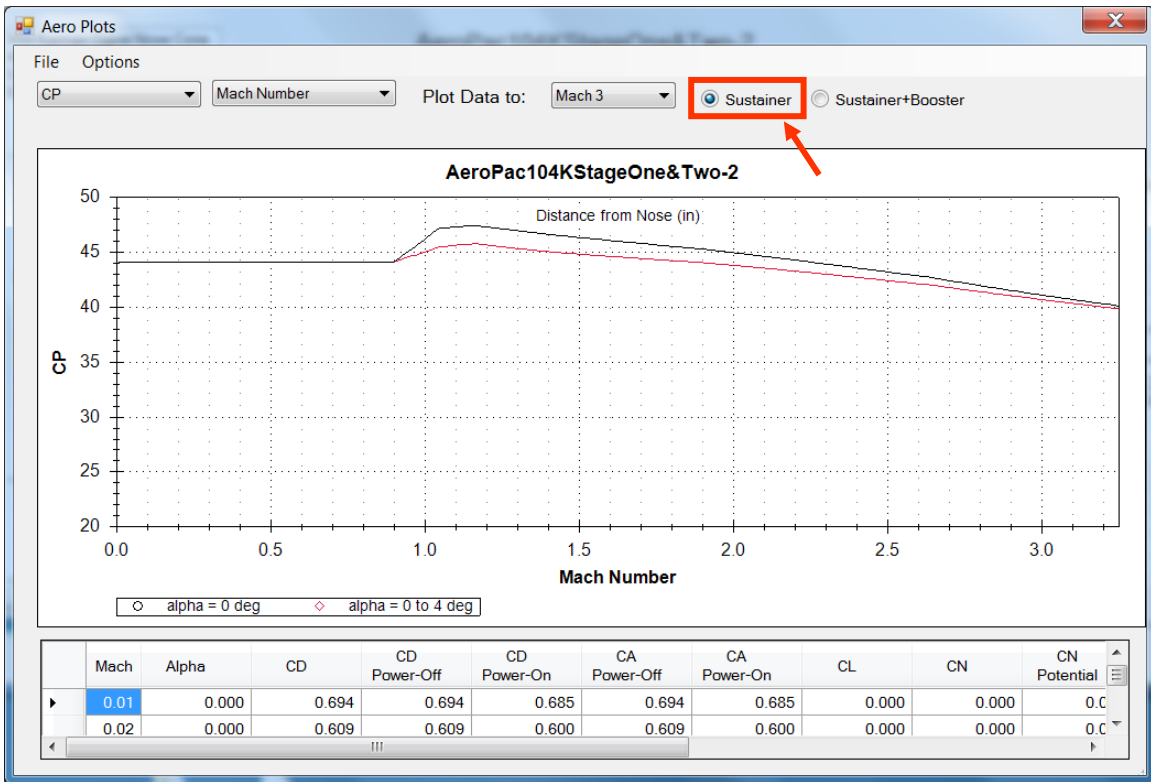 Aero Plots
X
File Options
CP Mach Number Plot Data to: Mach 3 Sustainer Sustainer+Booster
AeroPac104KStageOne&Two-2
Distance from Nose (in)
50
45
40
35
30
25
20
CP
0.0 0.5 1.0 1.5 2.0 2.5 3.0
Mach Number
alpha = 0 deg alpha = 0 to 4 deg
Mach Alpha CD CD Power-Off CD Power-On CA Power-Off CA Power-On CL CN CN Potential
0.01 0.000 0.694 0.694 0.685 0.694 0.685 0.000 0.000
0.02 0.000 0.609 0.609 0.600 0.609 0.600 0.000 0.000